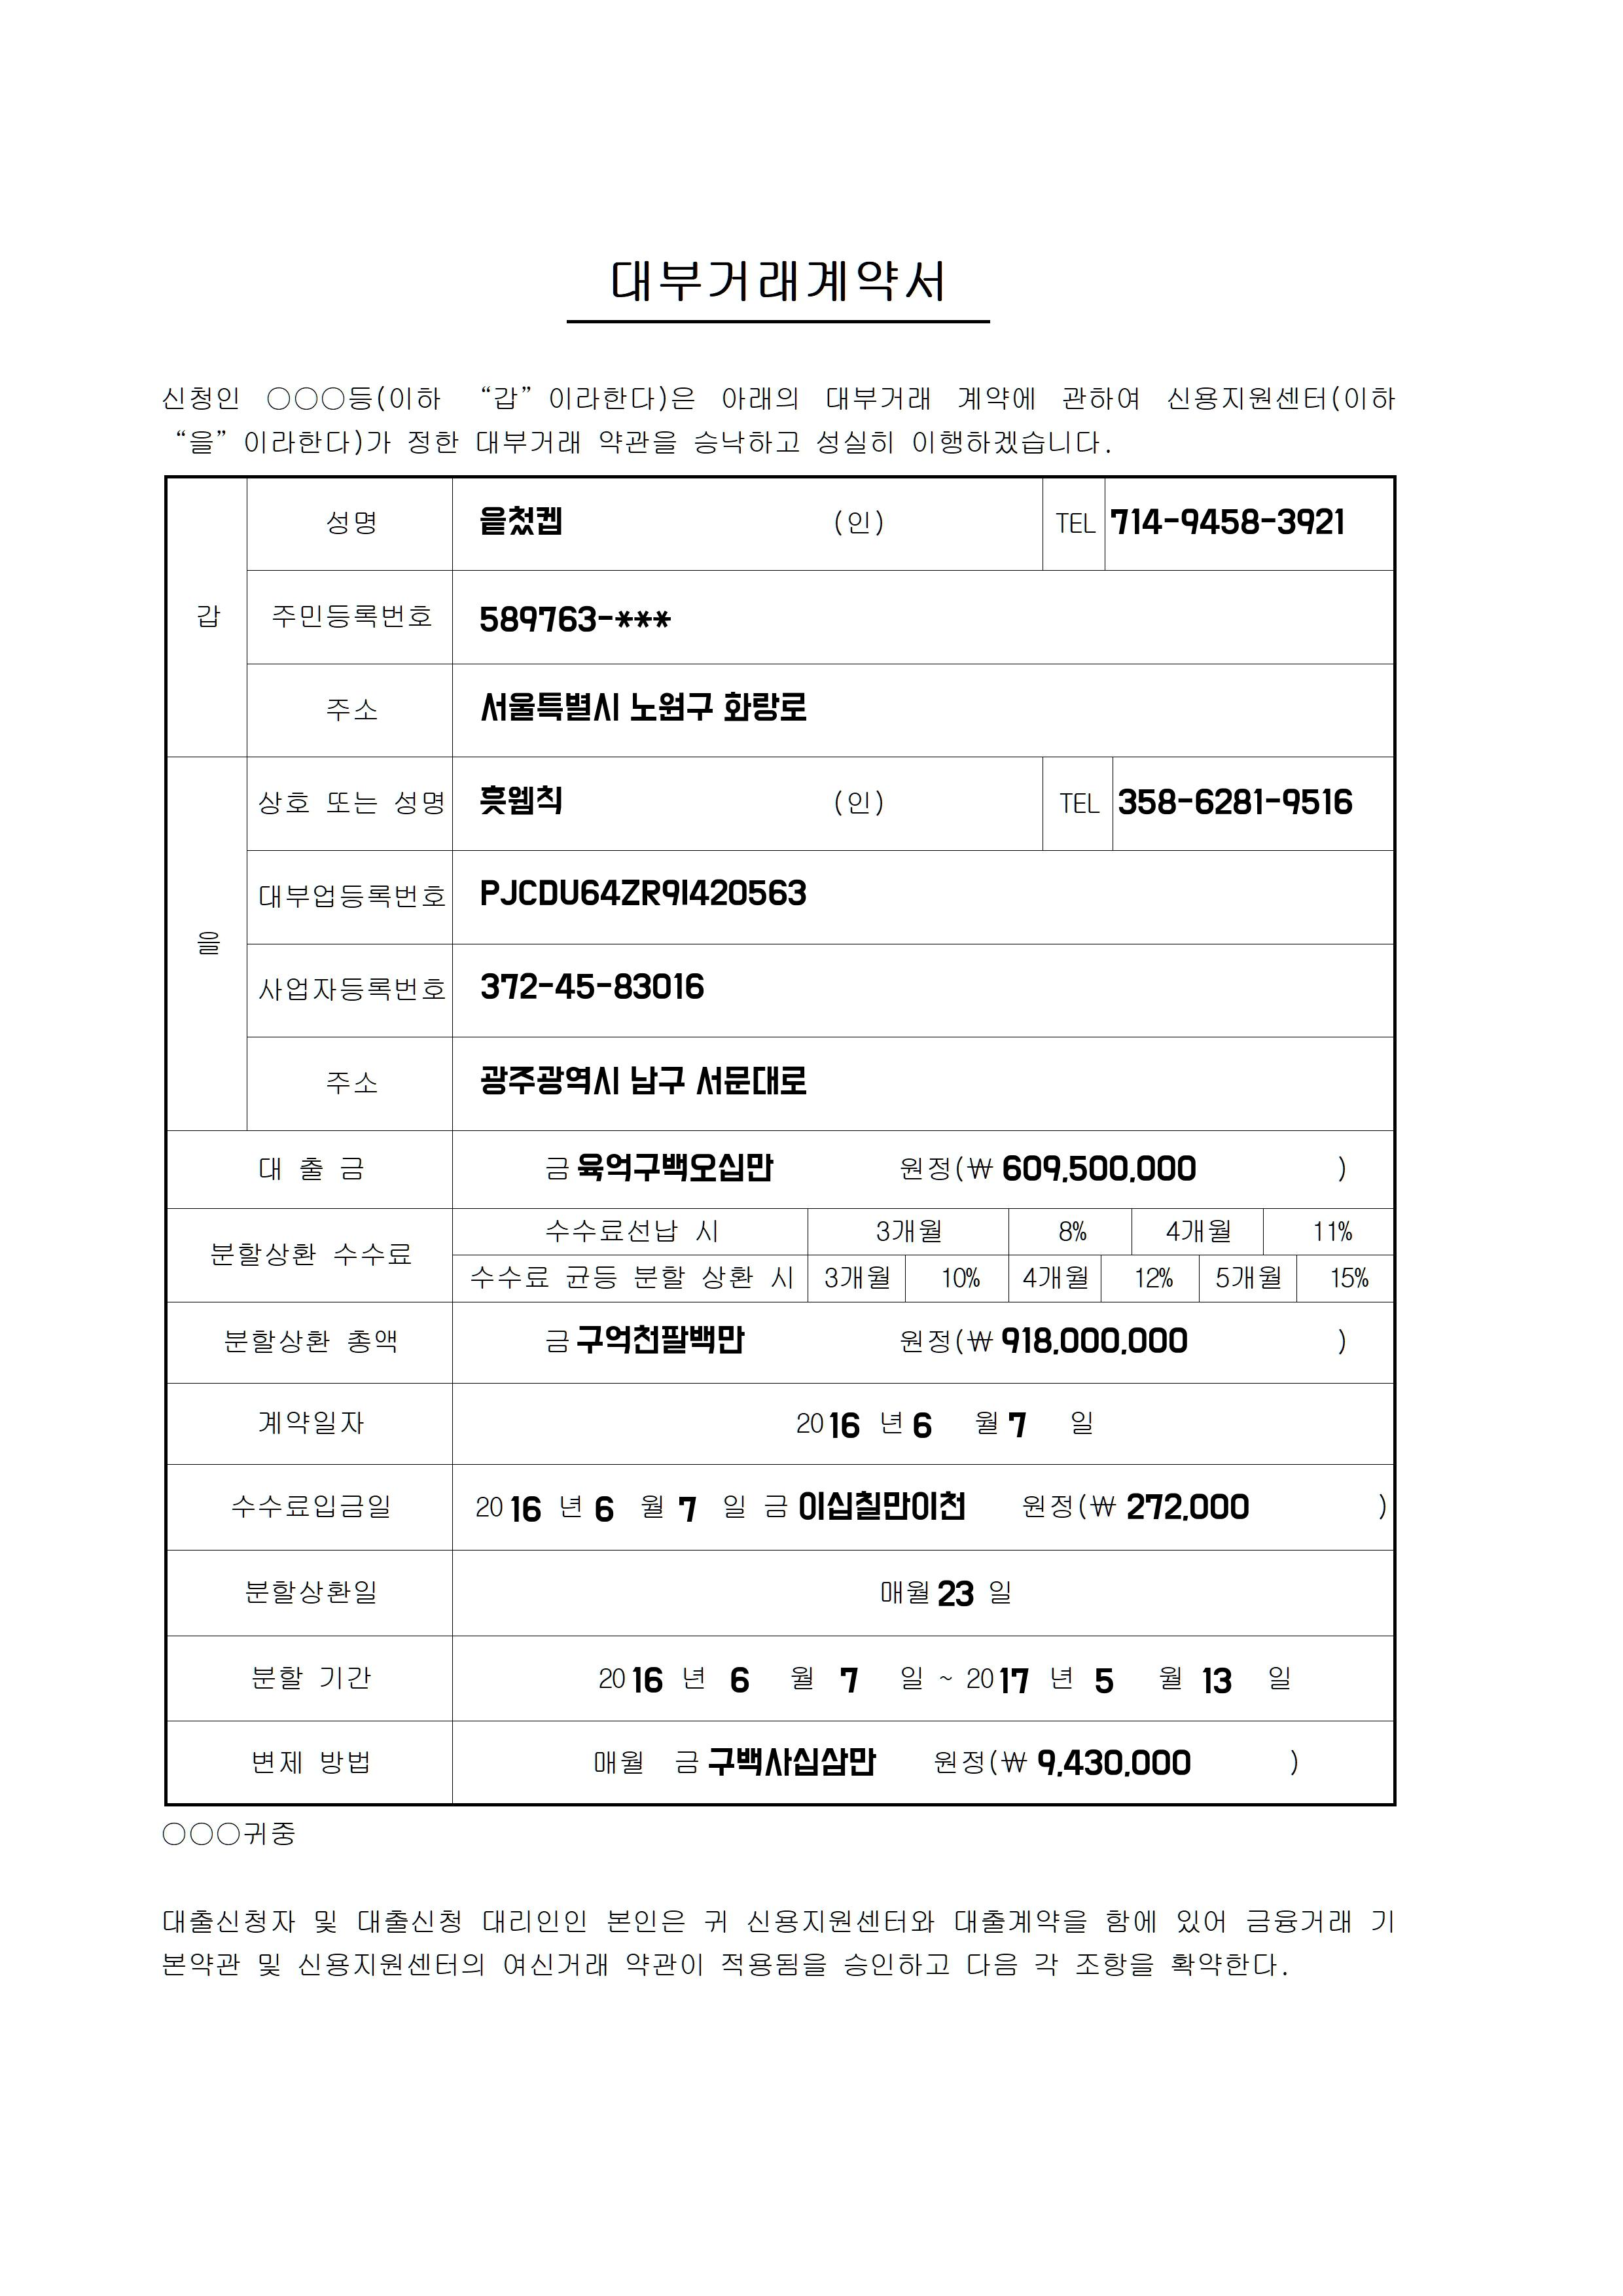 대부거래계약서
신청인 ○○○등(이하 “갑”이라한다)은 아래의 대부거래 계약에 관하여 신용지원센터(이하
“을”이라한다)가 정한 대부거래 약관을 승낙하고 성실히 이행하겠습니다.
갑
성명 읕첬켑 (인) TEL 714-9458-3921
주민등록번호 589763-***
주소 서울특별시 노원구 화랑로
을
상호 또는 성명 흣웹칙 (인) TEL 358-6281-9516
대부업등록번호 PJCDU64ZR9I420563
사업자등록번호 372-45-83016
주소 광주광역시 남구 서문대로
대 출 금 금 육억구백오십만 원정(₩ 609,500,000 )
분할상환 수수료
수수료선납 시 3개월 8% 4개월 11%
수수료 균등 분할 상환 시 3개월 10% 4개월 12% 5개월 15%
분할상환 총액 금 구억천팔백만 원정(₩ 918,000,000 )
계약일자 2016 년 6 월 7 일
수수료입금일 2016 년 6 월 7 일 금 이십칠만이천 원정(₩ 272,000 )
분할상환일 매월 23 일
분할 기간 2016 년 6 월 7 일 ~ 2017 년 5 월 13 일
변제 방법 매월 금 구백사십삼만 원정(₩ 9,430,000 )
○○○귀중
대출신청자 및 대출신청 대리인인 본인은 귀 신용지원센터와 대출계약을 함에 있어 금융거래 기
본약관 및 신용지원센터의 여신거래 약관이 적용됨을 승인하고 다음 각 조항을 확약한다.